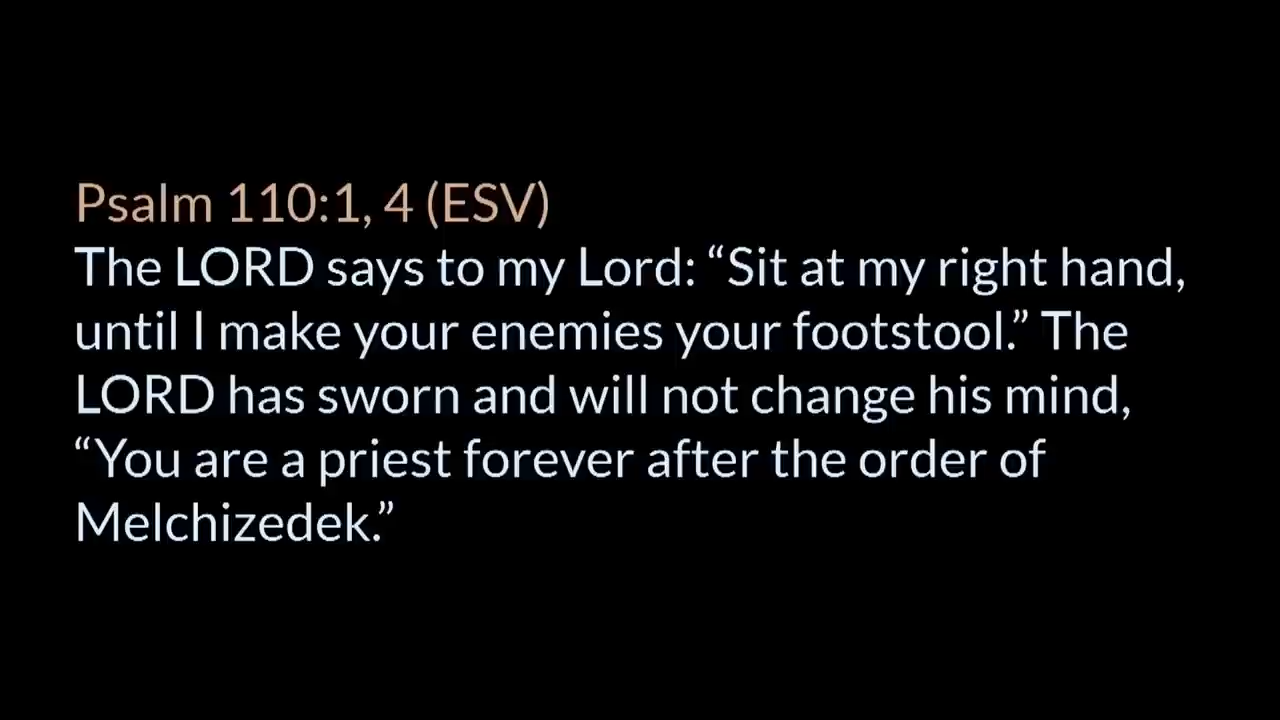 Psalm 110:1, 4 (ESV)
The LORD says to my Lord: “Sit at my right hand,
until I make your enemies your footstool.” The
LORD has sworn and will not change his mind,
“You are a priest forever after the order of
Melchizedek.”